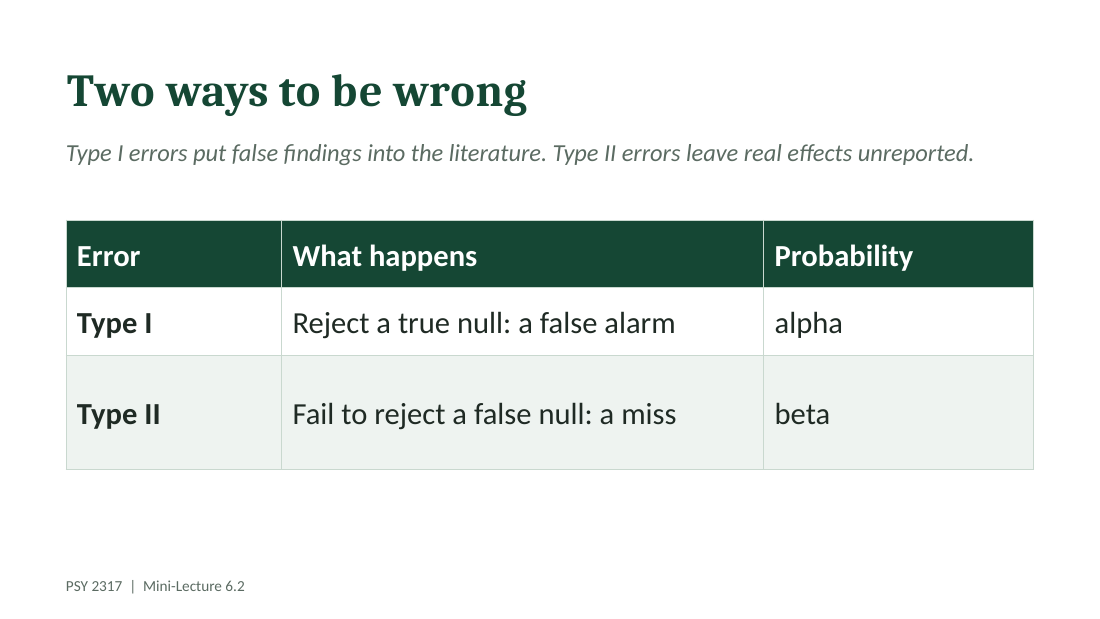 Two ways to be wrong
Type I errors put false findings into the literature. Type II errors leave real effects unreported.
Error What happens Probability
Type I Reject a true null: a false alarm alpha
Type II Fail to reject a false null: a miss beta
PSY 2317 | Mini-Lecture 6.2